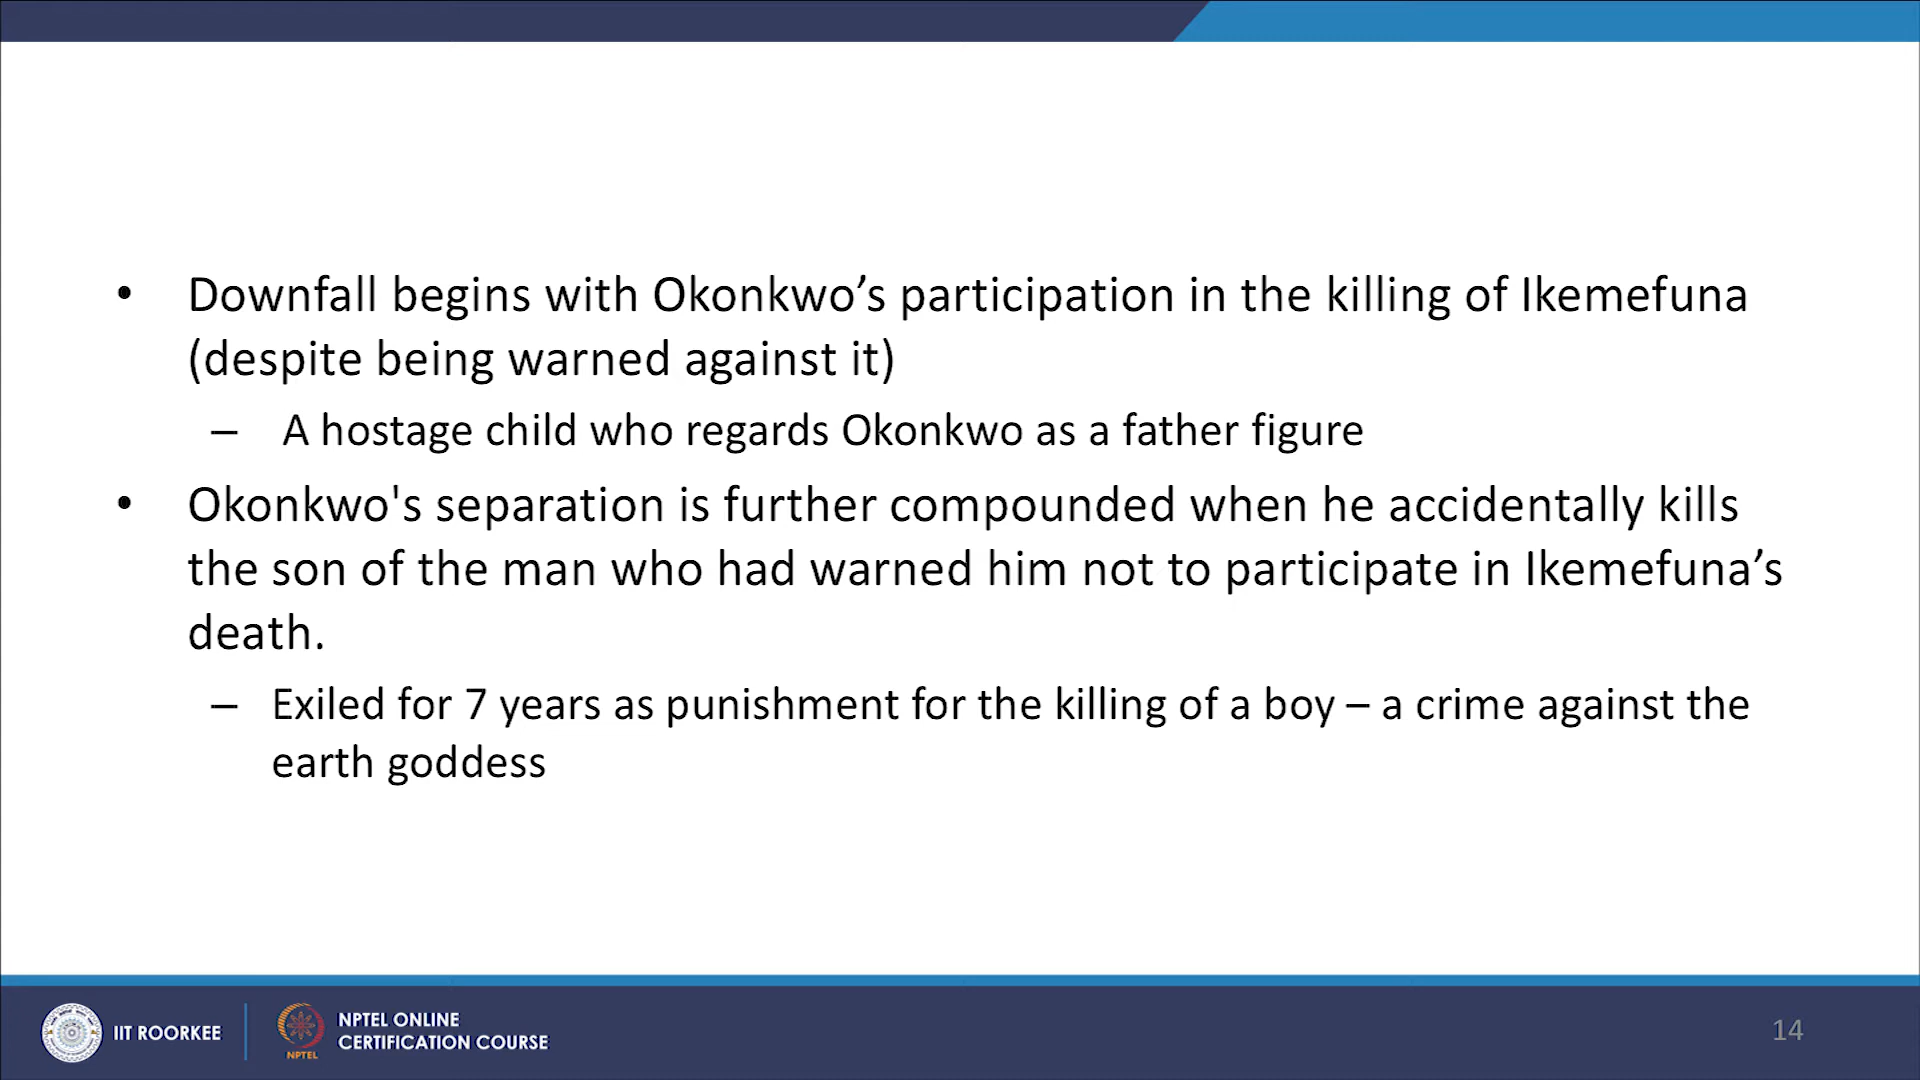 • Downfall begins with Okonkwo’s participation in the killing of Ikemefuna
(despite being warned against it)
– A hostage child who regards Okonkwo as a father figure
• Okonkwo's separation is further compounded when he accidentally kills
the son of the man who had warned him not to participate in Ikemefuna’s
death.
– Exiled for 7 years as punishment for the killing of a boy – a crime against the
earth goddess
IIT ROORKEE
NPTEL
NPTEL ONLINE
CERTIFICATION COURSE
14